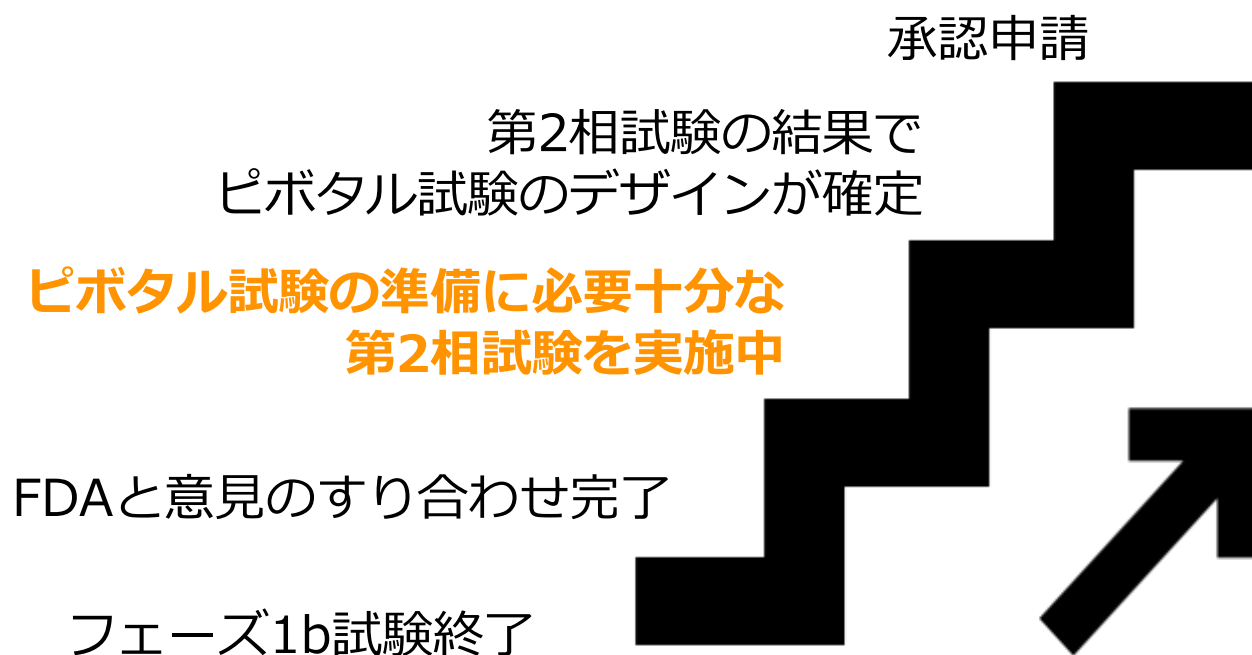 承認申請
第2相試験の結果で
ピボタル試験のデザインが確定
ピボタル試験の準備に必要十分な
第2相試験を実施中
FDAと意見のすり合わせ完了
フェーズ1b試験終了